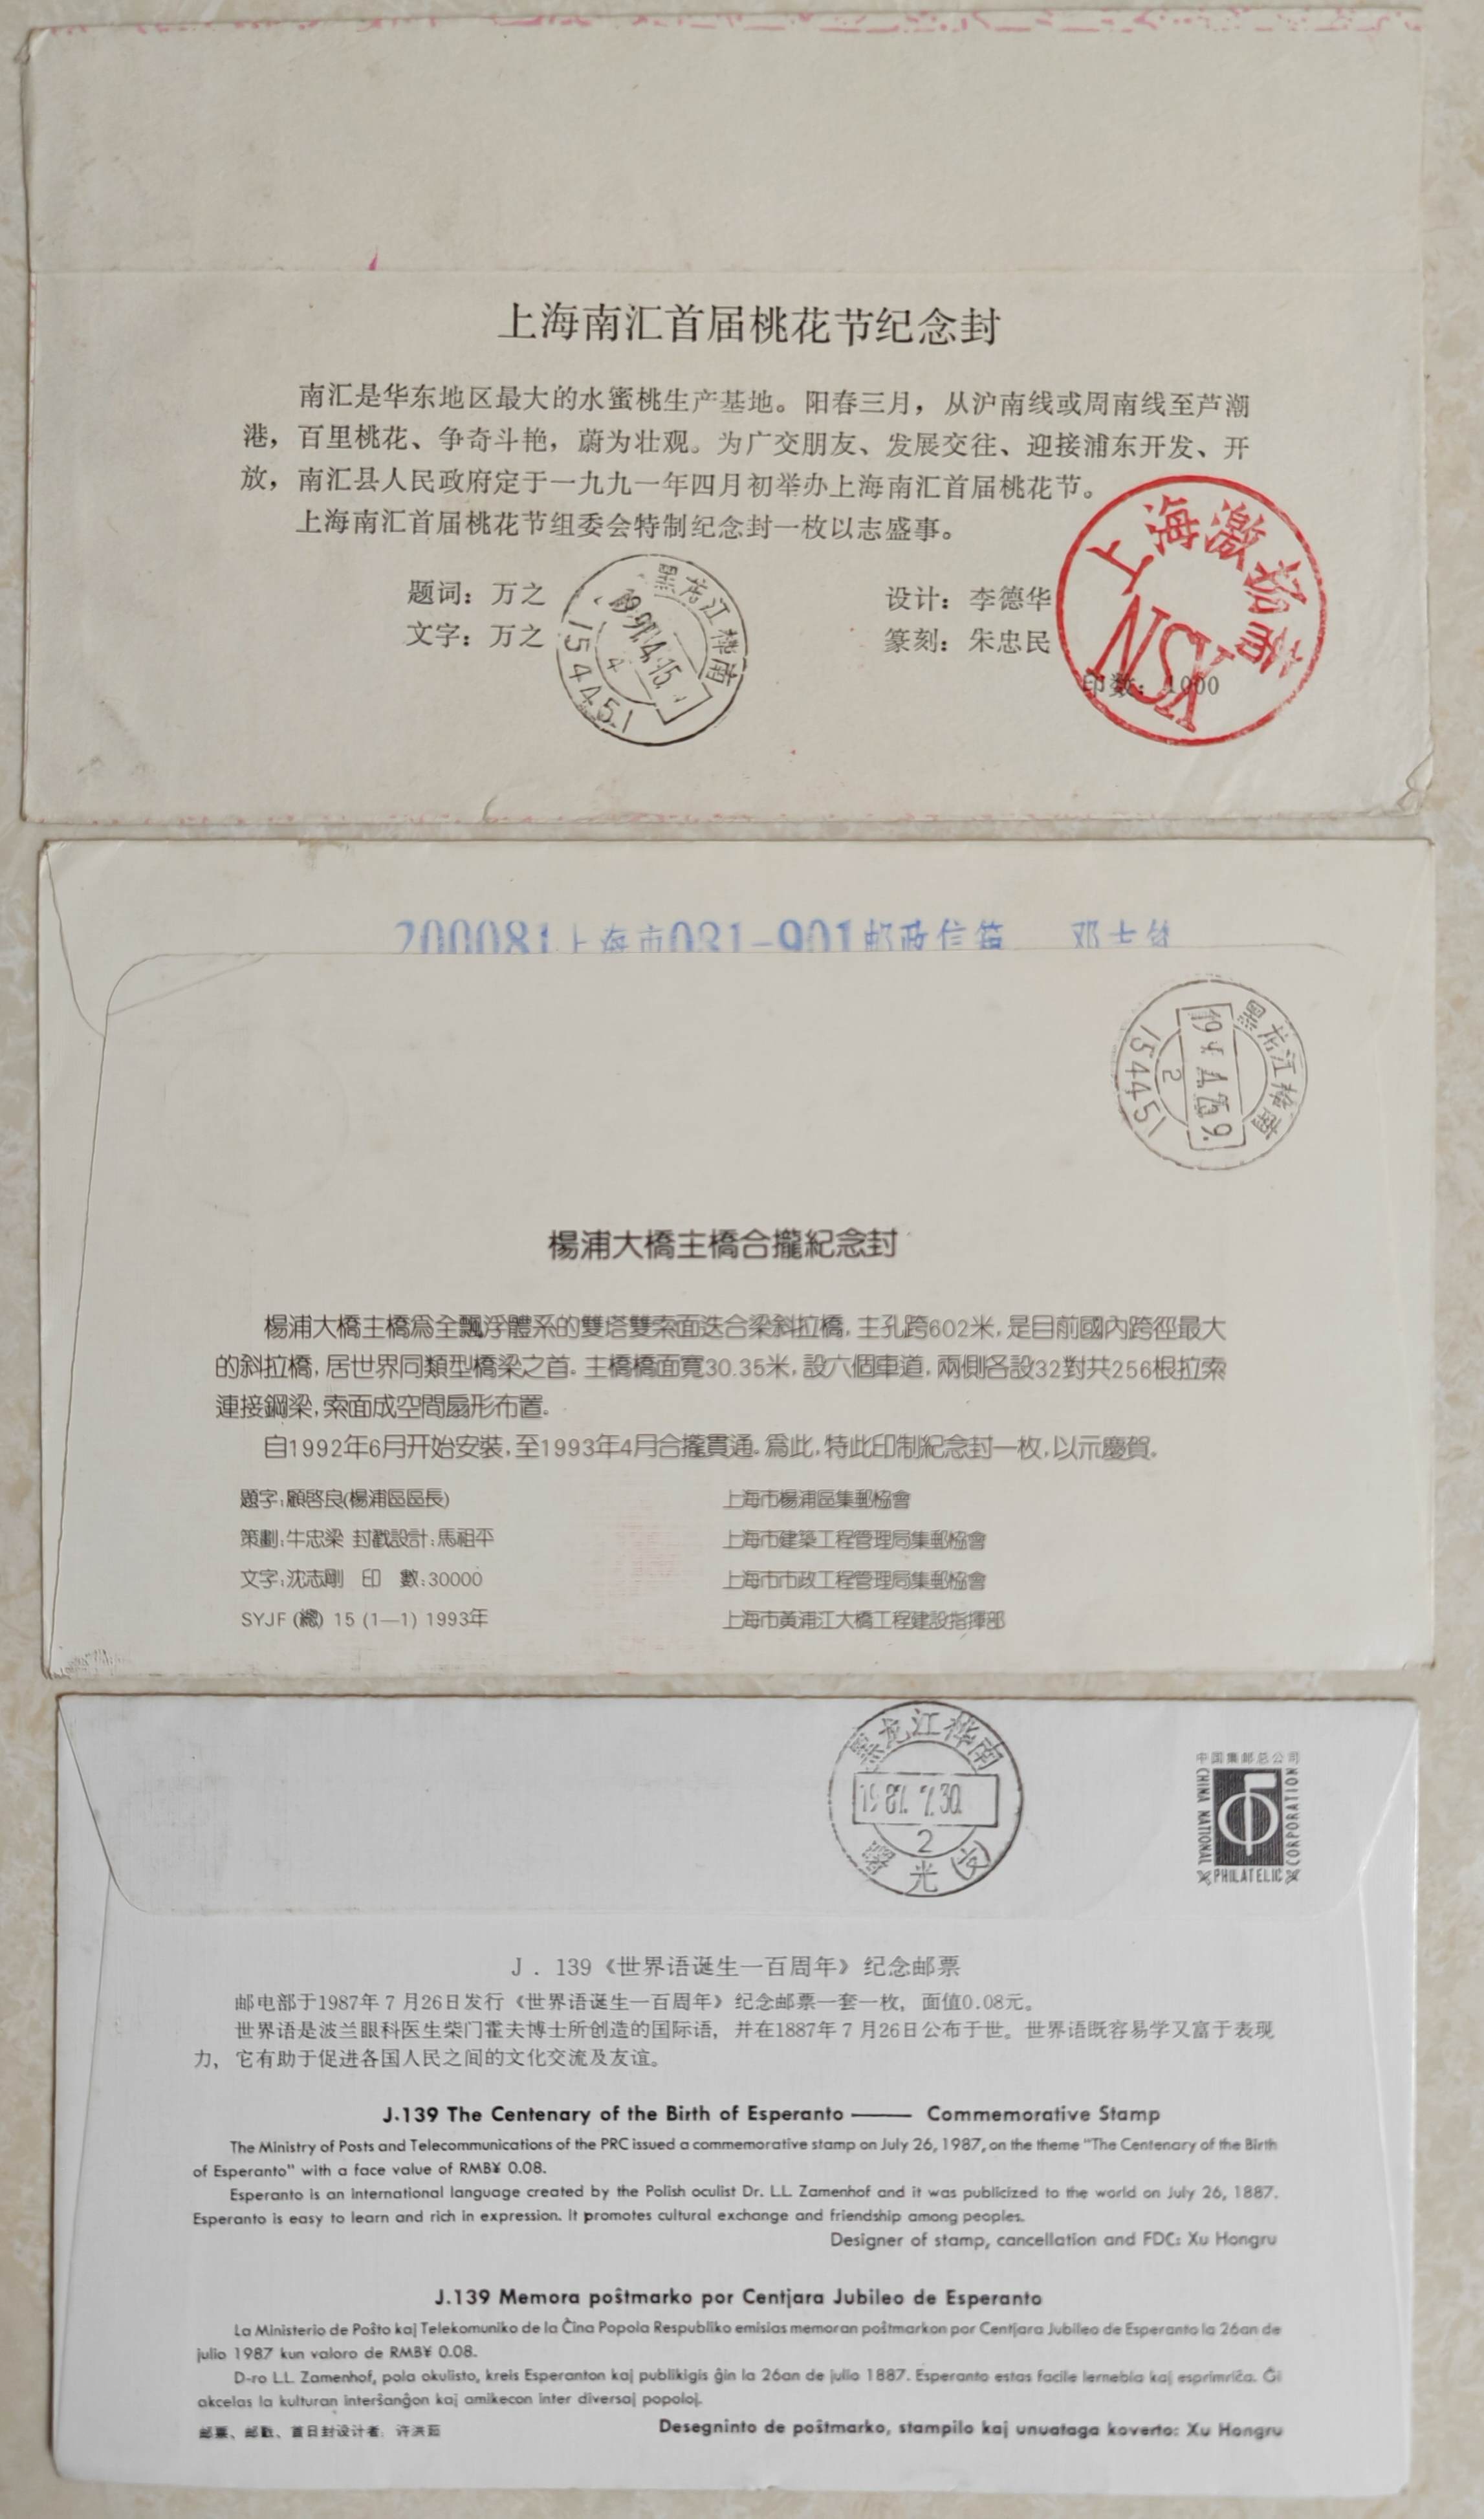 上海南汇首届桃花节纪念封
南汇是华东地区最大的水蜜桃生产基地。阳春三月，从沪南线或周南线至芦潮
港，百里桃花、争奇斗艳，蔚为壮观。为广交朋友、发展交往、迎接浦东开发、开
放，南汇县人民政府定于一九九一年四月初举办上海南汇首届桃花节。
上海南汇首届桃花节组委会特制纪念封一枚以志盛事。
题词：万之
文字：万之
设计：李德华
篆刻：朱忠民
印数：1000
黑龙江桦南
1991.4.15
4
154451
上海
NSK
200081上海市081-901邮政信箱
黑龙江桦南
2
154451
楊浦大橋主橋合攏紀念封
楊浦大橋主橋爲全飄浮體系的雙塔雙索面迭合梁斜拉橋，主孔跨602米，是目前國內跨徑最大
的斜拉橋，居世界同類型橋梁之首。主橋橋面寬30.35米，設六個車道，兩側各設32對共256根拉索
連接鋼梁，索面成空間扇形布置。
自1992年6月开始安裝，至1993年4月合攏貫通。爲此，特此印制紀念封一枚，以示慶賀。
題字：顧啓良(楊浦區區長)
策劃：牛忠梁 封戳設計：馬祖平
文字：沈志剛 印 數：30000
SYJF (總) 15 (1—1) 1993年
上海市楊浦區集郵協會
上海市建築工程管理局集郵協會
上海市市政工程管理局集郵協會
上海市黃浦江大橋工程建設指揮部
黑龙江桦南
1987.7.30
2
曙光(支)
中国集邮总公司
CHINA NATIONAL
PHILATELIC
CORPORATION
J．139《世界语诞生一百周年》纪念邮票
邮电部于1987年7月26日发行《世界语诞生一百周年》纪念邮票一套一枚，面值0.08元。
世界语是波兰眼科医生柴门霍夫博士所创造的国际语，并在1887年7月26日公布于世。世界语既容易学又富于表现
力，它有助于促进各国人民之间的文化交流及友谊。
J.139 The Centenary of the Birth of Esperanto —— Commemorative Stamp
The Ministry of Posts and Telecommunications of the PRC issued a commemorative stamp on July 26, 1987, on the theme "The Centenary of the Birth
of Esperanto" with a face value of RMB¥ 0.08.
Esperanto is an international language created by the Polish oculist Dr. L.L. Zamenhof and it was publicized to the world on July 26, 1887.
Esperanto is easy to learn and rich in expression. It promotes cultural exchange and friendship among peoples.
Designer of stamp, cancellation and FDC: Xu Hongru
J.139 Memora poŝtmarko por Centjara Jubileo de Esperanto
La Ministerio de Poŝto kaj Telekomuniko de la Ĉina Popola Respubliko emisias memoran poŝtmarkon por Centjara Jubileo de Esperanto la 26an de
julio 1987 kun valoro de RMB¥ 0.08.
D-ro L.L. Zamenhof, pola okulisto, kreis Esperanton kaj publikigis ĝin la 26an de julio 1887. Esperanto estas facile lernebla kaj esprimriĉa. Ĝi
akcelas la kulturan interŝanĝon kaj amikecon inter diversaj popoloj.
邮票、邮戳、首日封设计者：许洪茹
Desegninto de poŝtmarko, stampilo kaj unuataga koverto: Xu Hongru